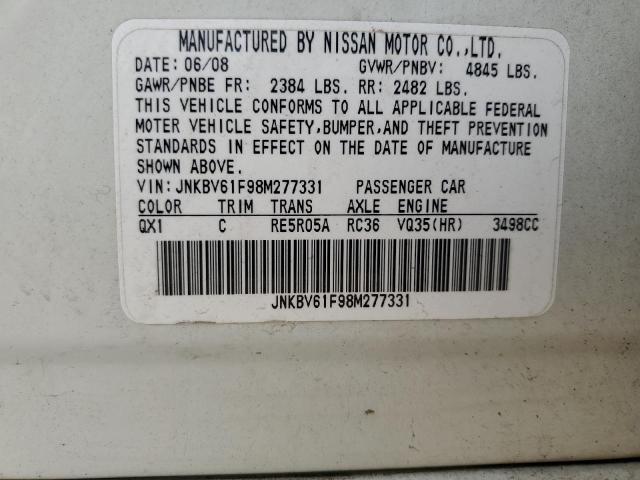 MANUFACTURED BY NISSAN MOTOR CO.,LTD.
DATE: 06/08 GVWR/PNBV: 4845 LBS.
GAWR/PNBE FR: 2384 LBS. RR: 2482 LBS.
THIS VEHICLE CONFORMS TO ALL APPLICABLE FEDERAL
MOTER VEHICLE SAFETY,BUMPER,AND THEFT PREVENTION
STANDARDS IN EFFECT ON THE DATE OF MANUFACTURE
SHOWN ABOVE.
VIN: JNKBV61F98M277331 PASSENGER CAR
COLOR TRIM TRANS AXLE ENGINE
QX1 C RE5R05A RC36 VQ35(HR) 3498CC
JNKBV61F98M277331